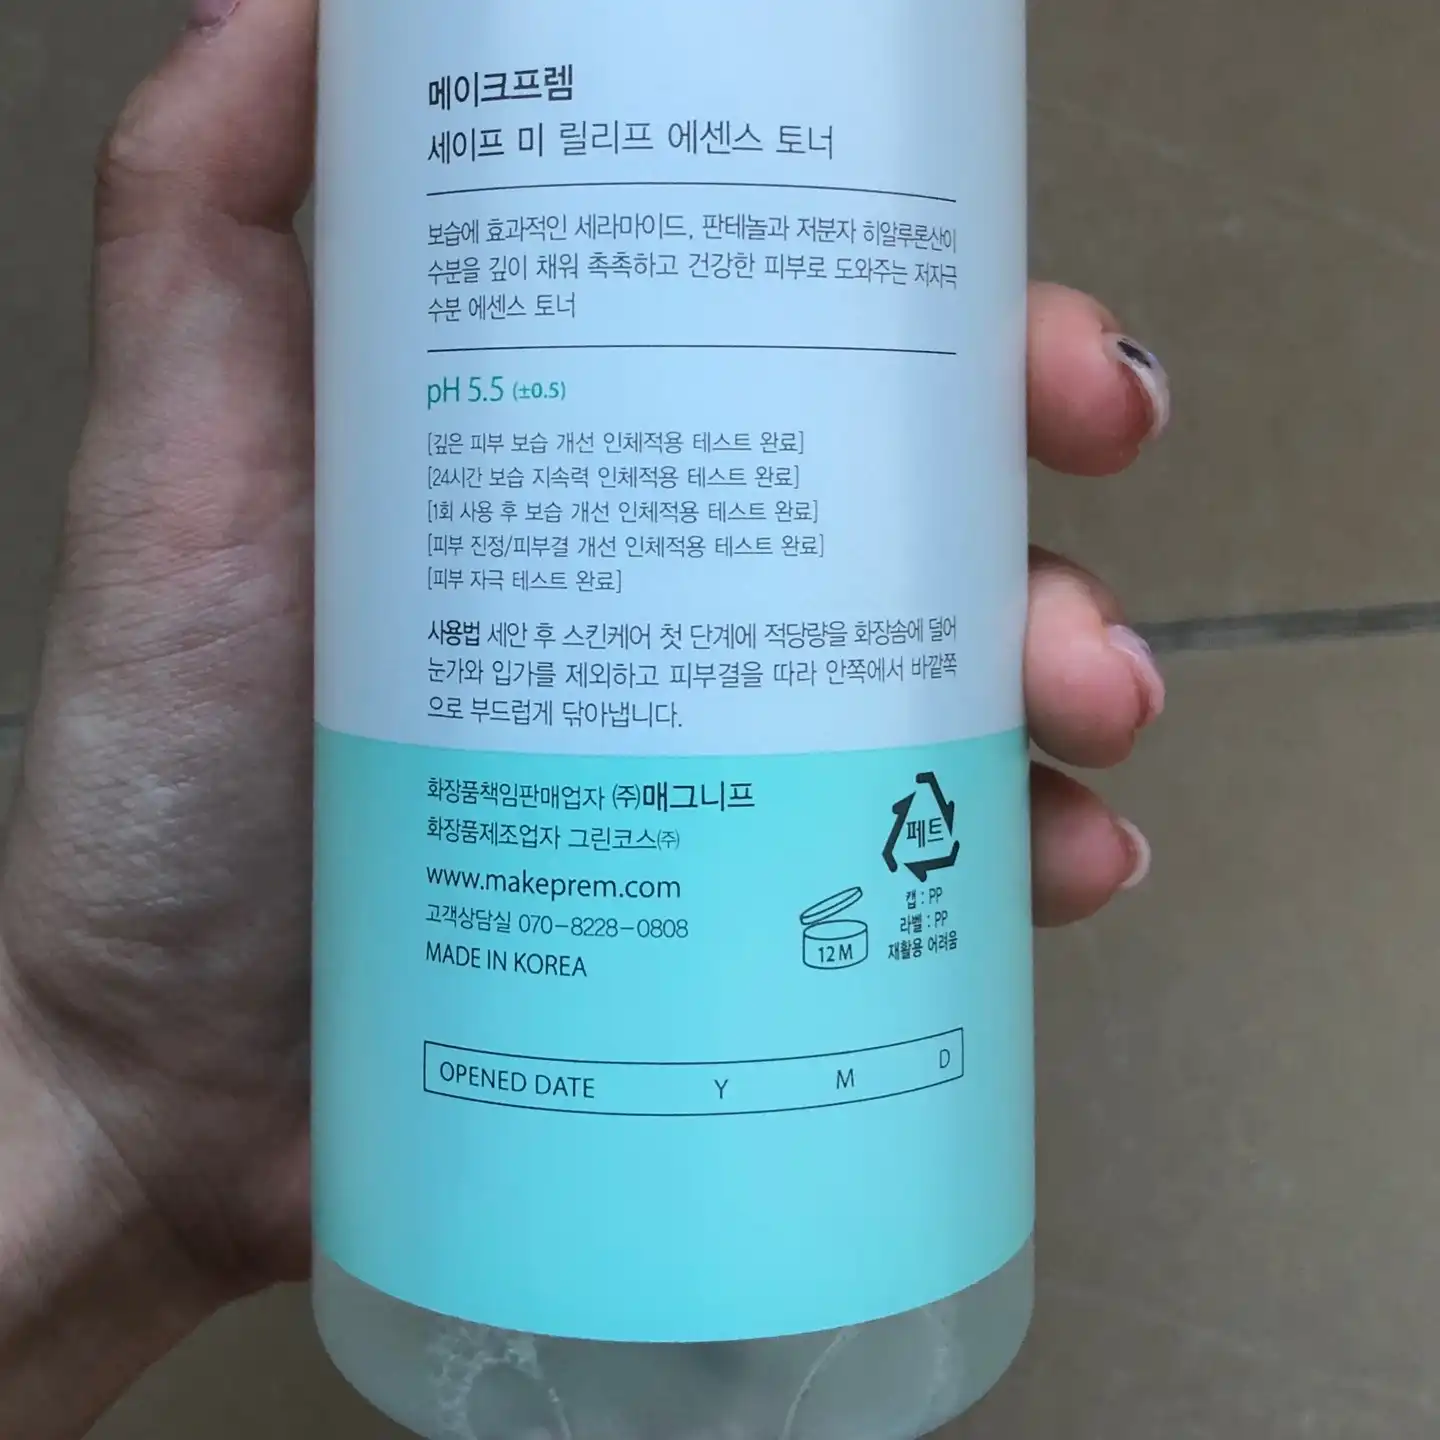 메이크프렘
세이프 미 릴리프 에센스 토너
보습에 효과적인 세라마이드, 판테놀과 저분자 히알루론산이
수분을 깊이 채워 촉촉하고 건강한 피부로 도와주는 저자극
수분 에센스 토너
pH 5.5 (±0.5)
[깊은 피부 보습 개선 인체적용 테스트 완료]
[24시간 보습 지속력 인체적용 테스트 완료]
[1회 사용 후 보습 개선 인체적용 테스트 완료]
[피부 진정/피부결 개선 인체적용 테스트 완료]
[피부 자극 테스트 완료]
사용법 세안 후 스킨케어 첫 단계에 적당량을 화장솜에 덜어
눈가와 입가를 제외하고 피부결을 따라 안쪽에서 바깥쪽
으로 부드럽게 닦아냅니다.
화장품책임판매업자 ㈜매그니프
화장품제조업자 그린코스㈜
www.makeprem.com
고객상담실 070-8228-0808
MADE IN KOREA
페트
캡 : PP
라벨 : PP
재활용 어려움
12M
OPENED DATE Y M D